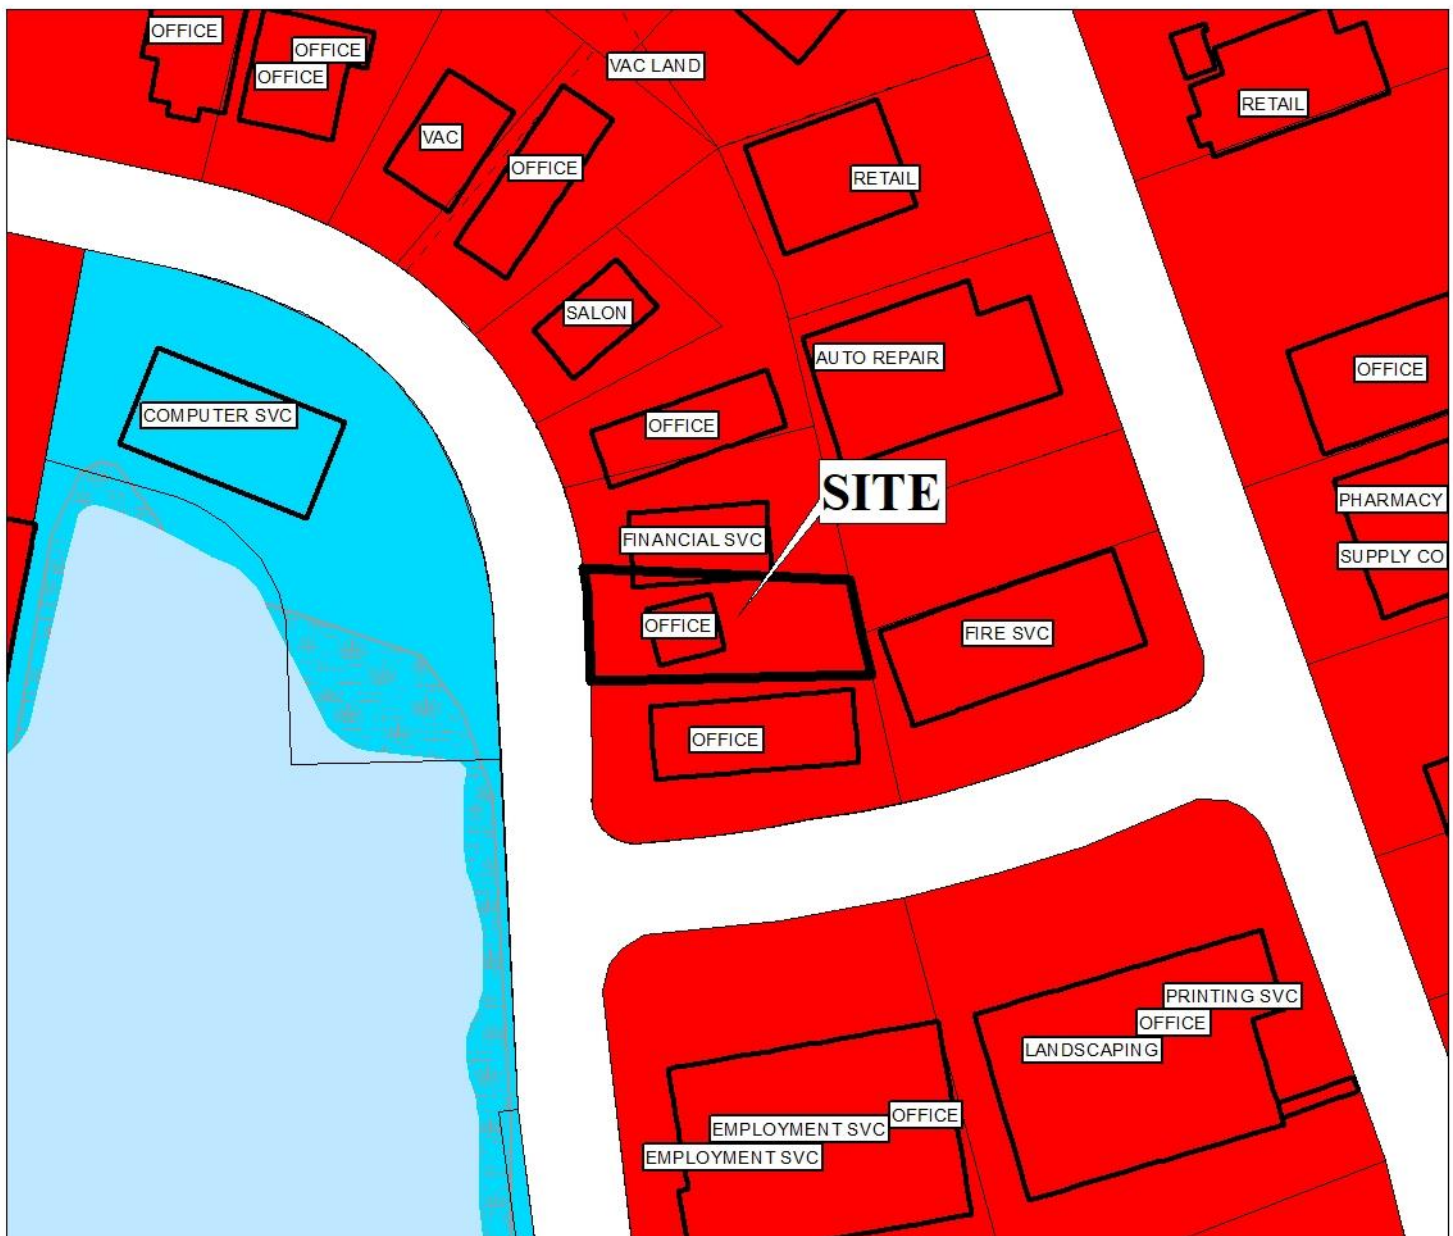 OFFICE
OFFICE
OFFICE
VAC LAND
RETAIL
VAC
OFFICE
RETAIL
SALON
AUTO REPAIR
OFFICE
COMPUTER SVC
OFFICE
SITE
PHARMACY
FINANCIAL SVC
SUPPLY CO
OFFICE
FIRE SVC
OFFICE
PRINTING SVC
OFFICE
LANDSCAPING
OFFICE
EMPLOYMENT SVC
EMPLOYMENT SVC